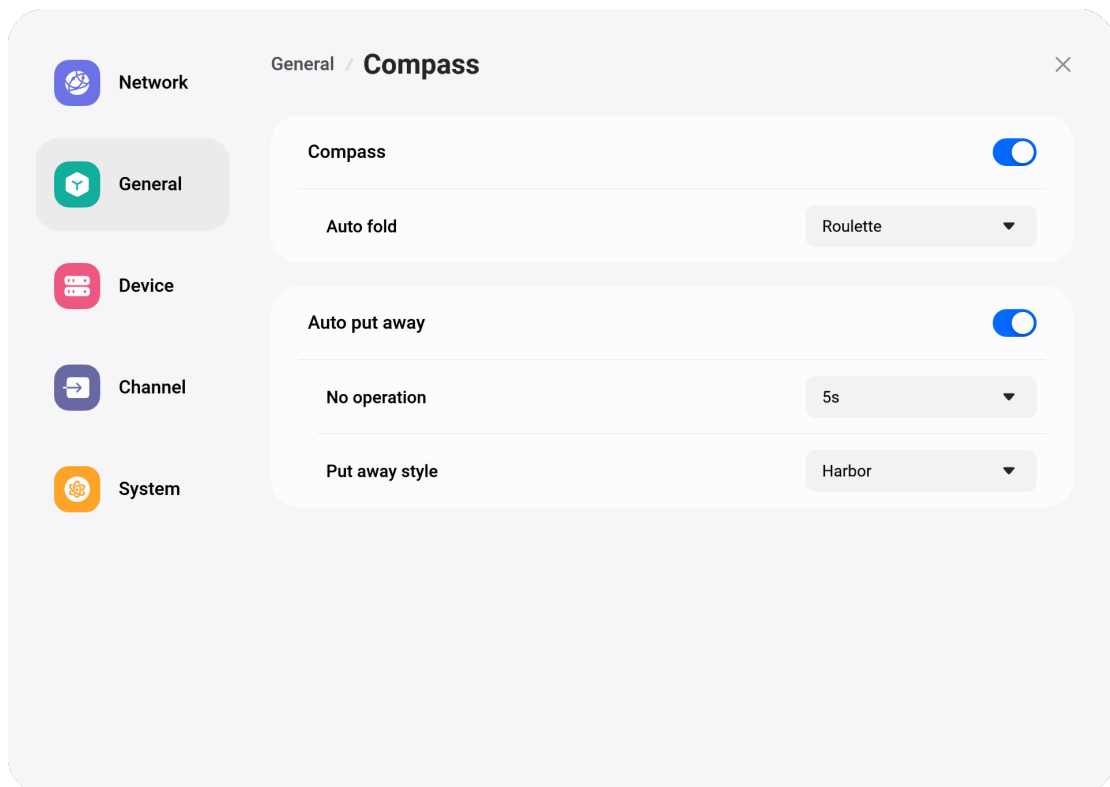 Network
General
Device
Channel
System
General / Compass
Compass
Auto fold
Roulette
Auto put away
No operation
5s
Put away style
Harbor